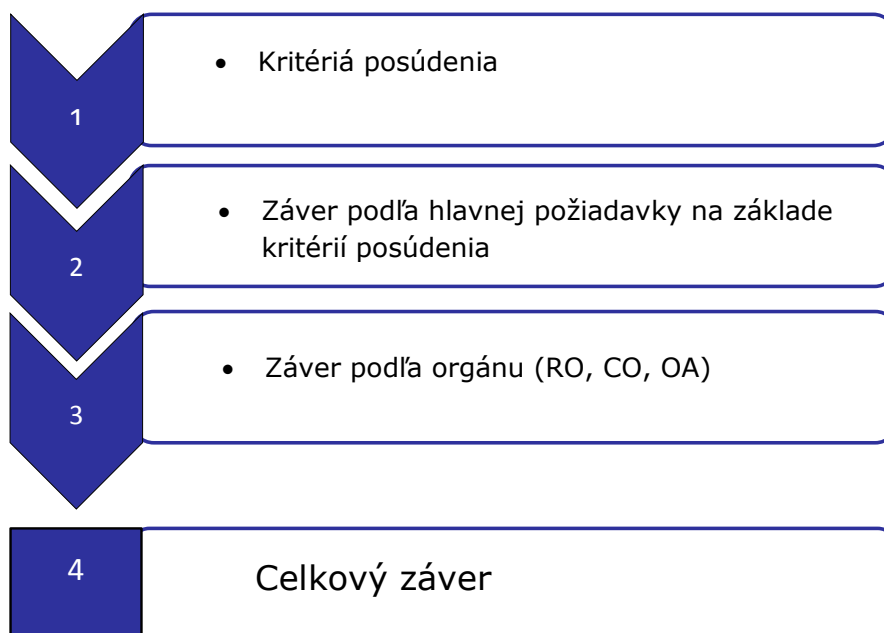 1
• Kritériá posúdenia
2
• Záver podľa hlavnej požiadavky na základe
kritérií posúdenia
3
• Záver podľa orgánu (RO, CO, OA)
4
Celkový záver